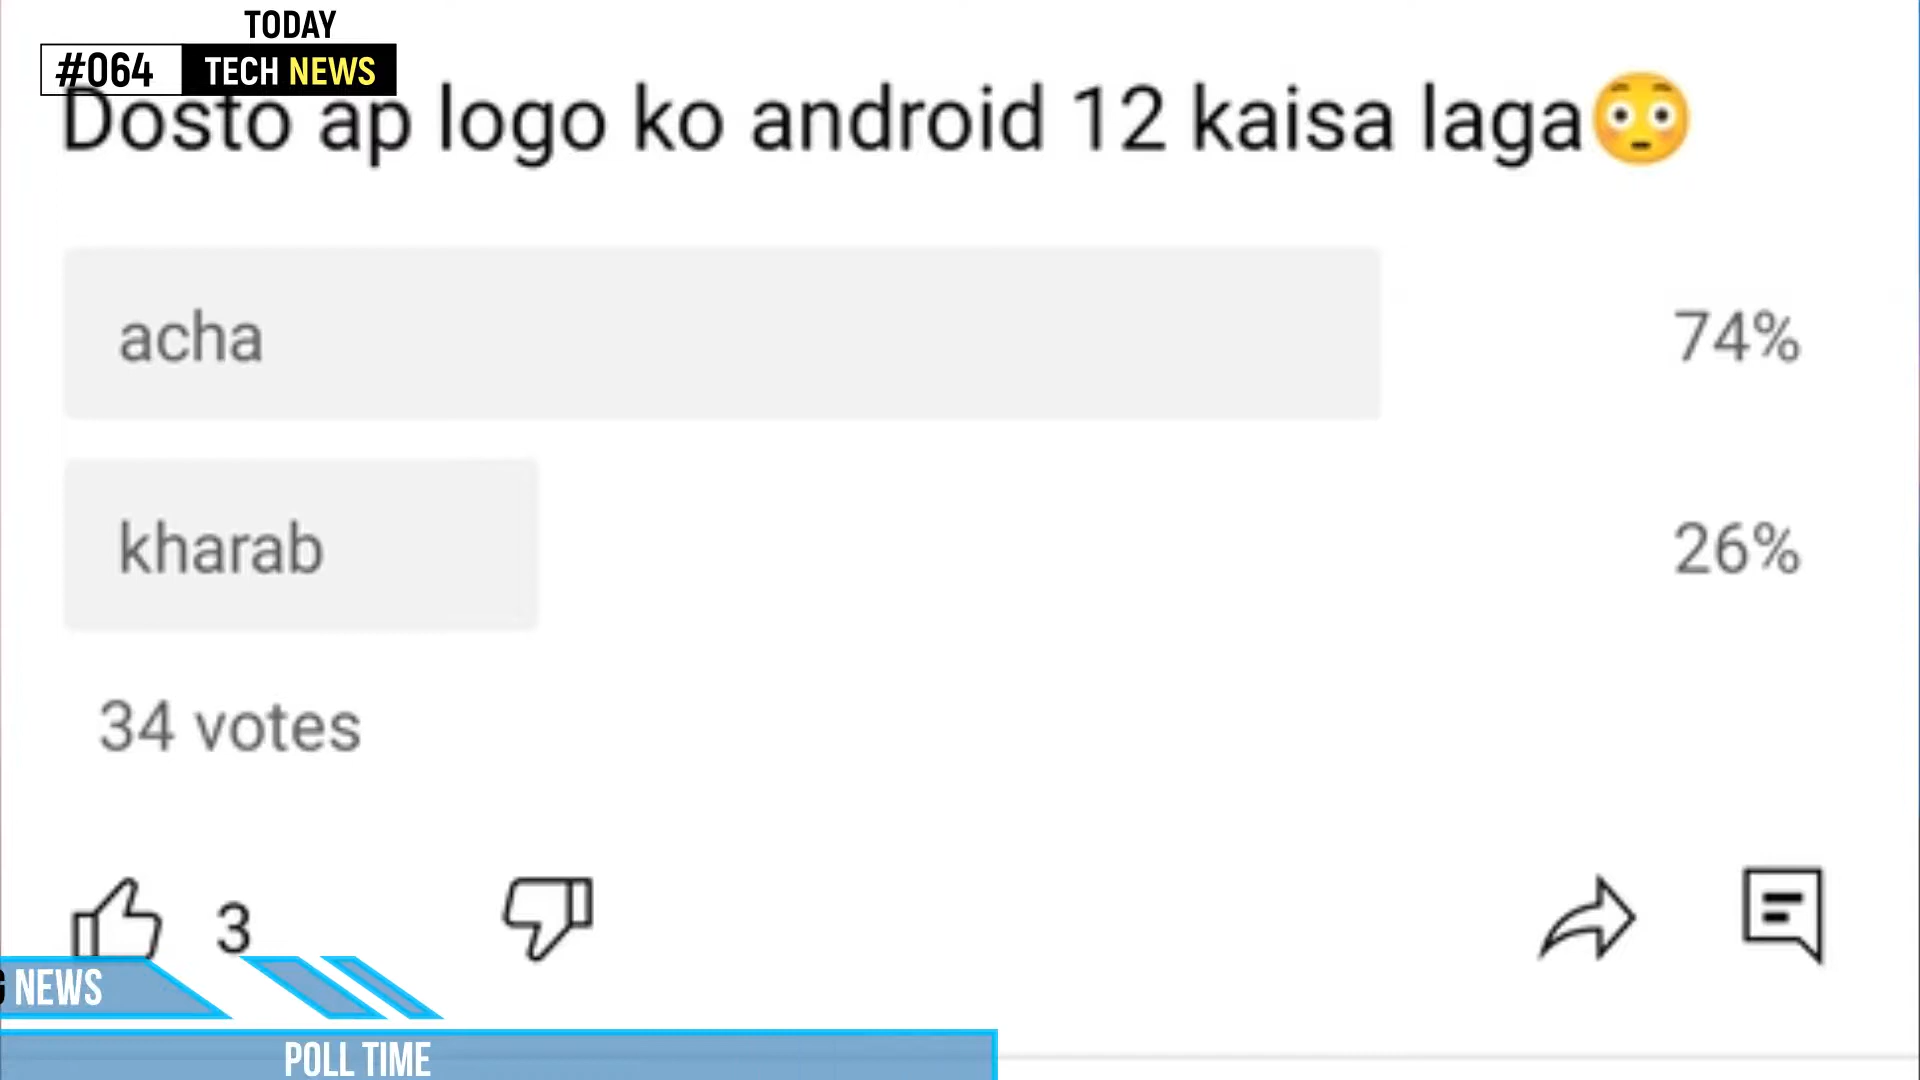 TODAY
#064 TECH NEWS
Dosto ap logo ko android 12 kaisa laga😳
acha 74%
kharab 26%
34 votes
3
NEWS
POLL TIME